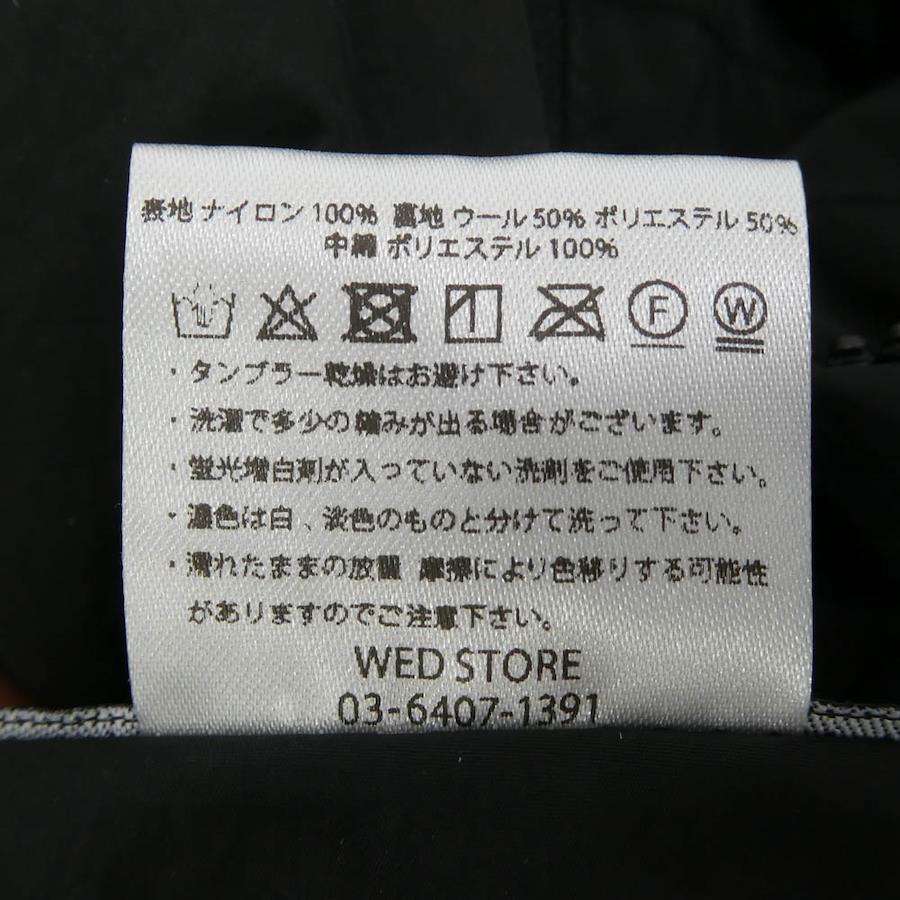 表地 ナイロン 100% 裏地 ウール 50% ポリエステル 50%
中綿 ポリエステル 100%
F W
・タンブラー乾燥はお避け下さい。
・洗濯で多少の縮みが出る場合がございます。
・蛍光増白剤が入っていない洗剤をご使用下さい。
・濃色は白、淡色のものと分けて洗って下さい。
・濡れたままの放置 摩擦により色移りする可能性
がありますのでご注意下さい。
WED STORE
03-6407-1391